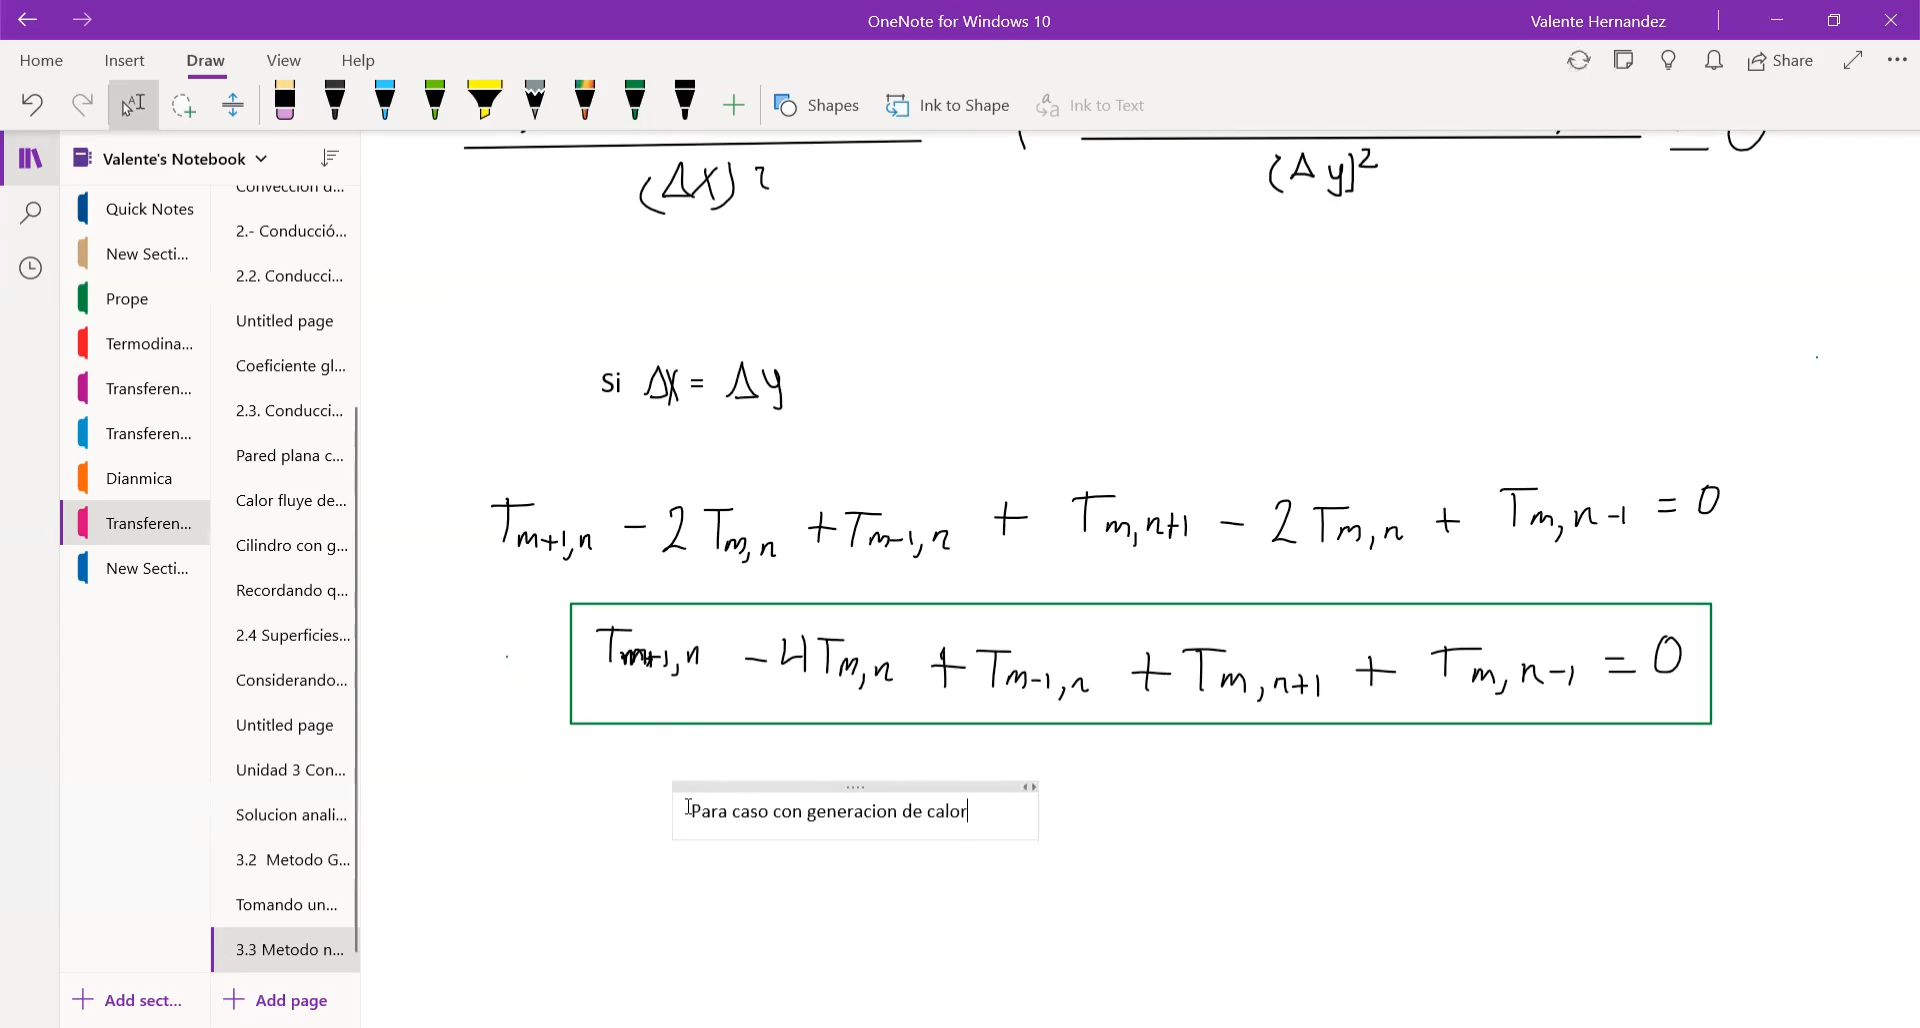 OneNote for Windows 10
Valente Hernandez
Home Insert Draw View Help
Share
Shapes
Ink to Shape
Ink to Text
Valente's Notebook
Quick Notes
New Secti...
Prope
Termodina...
Transferen...
Transferen...
Dianmica
Transferen...
New Secti...
Add sect...
Convección d...
2.- Conducció...
2.2. Conducci...
Untitled page
Coeficiente gl...
2.3. Conducci...
Pared plana c...
Calor fluye de...
Cilindro con g...
Recordando q...
2.4 Superficies...
Considerando...
Untitled page
Unidad 3 Con...
Solucion anali...
3.2 Metodo G...
Tomando un...
3.3 Metodo n...
Add page
(Δx)² (Δy)² = 0
si Δx = Δy
Tm+1,n - 2Tm,n + Tm-1,n + Tm,n+1 - 2Tm,n + Tm,n-1 = 0
Tm+1,n - 4Tm,n + Tm-1,n + Tm,n+1 + Tm,n-1 = 0
Para caso con generacion de calor